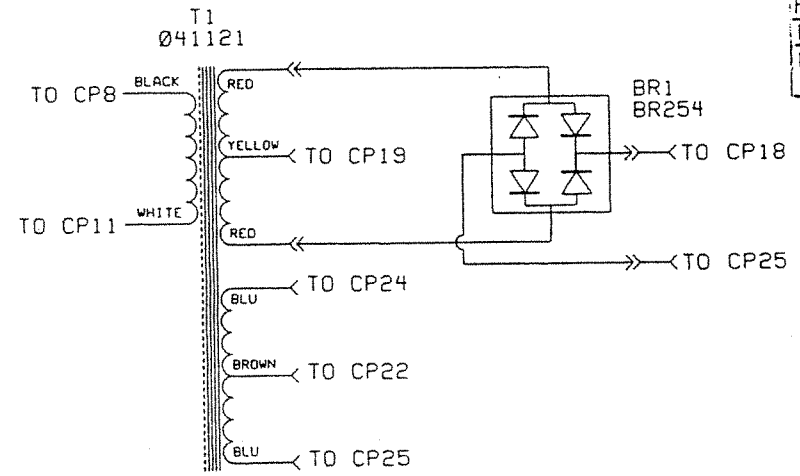 T1
Ø41121
BLACK
TO CP8
WHITE
TO CP11
RED
YELLOW
TO CP19
RED
BR1
BR254
TO CP18
TO CP25
BLU
TO CP24
BROWN
TO CP22
BLU
TO CP25